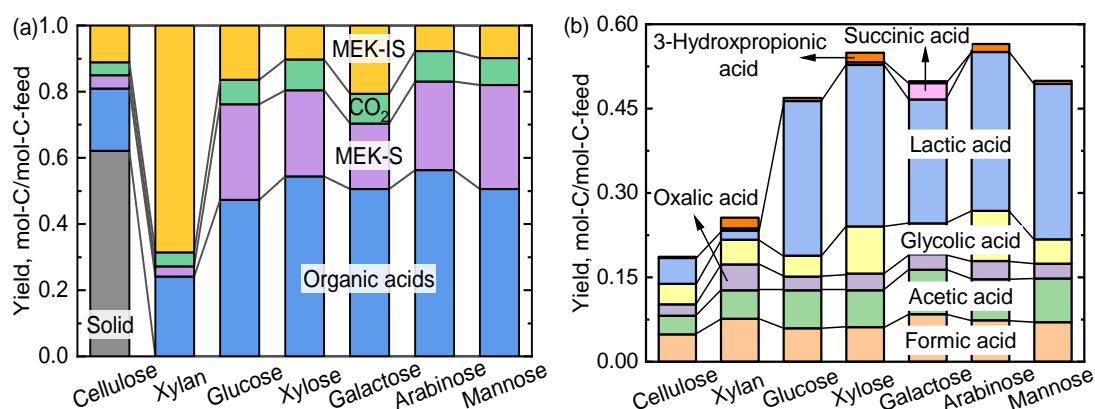 (a)
Yield, mol-C/mol-C-feed
1.0
0.8
0.6
0.4
0.2
0.0
MEK-IS
CO2
MEK-S
Organic acids
Solid
Cellulose
Xylan
Glucose
Xylose
Galactose
Arabinose
Mannose
(b)
Yield, mol-C/mol-C-feed
0.60
0.45
0.30
0.15
0.00
3-Hydroxpropionic
acid
Succinic acid
Lactic acid
Oxalic acid
Glycolic acid
Acetic acid
Formic acid
Cellulose
Xylan
Glucose
Xylose
Galactose
Arabinose
Mannose